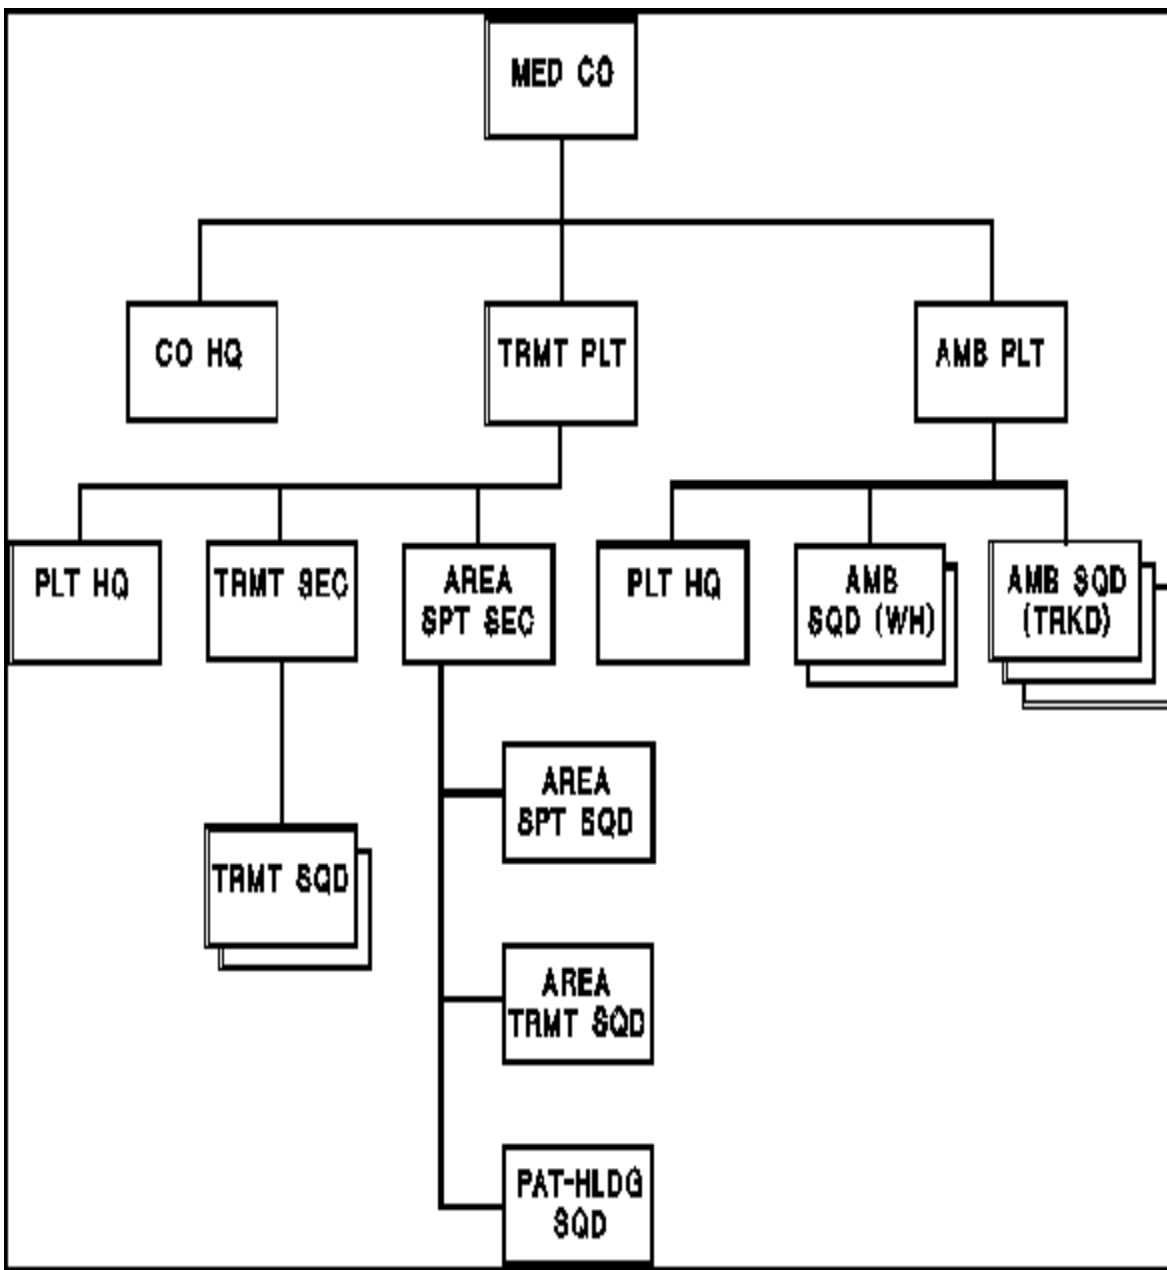 MED CO
CO HQ
TRMT PLT
AMB PLT
PLT HQ
TRMT SEC
AREA
SPT SEC
PLT HQ
AMB
SQD (WH)
AMB SQD
(TRKD)
AREA
SPT SQD
TRMT SQD
AREA
TRMT SQD
PAT-HLDG
SQD